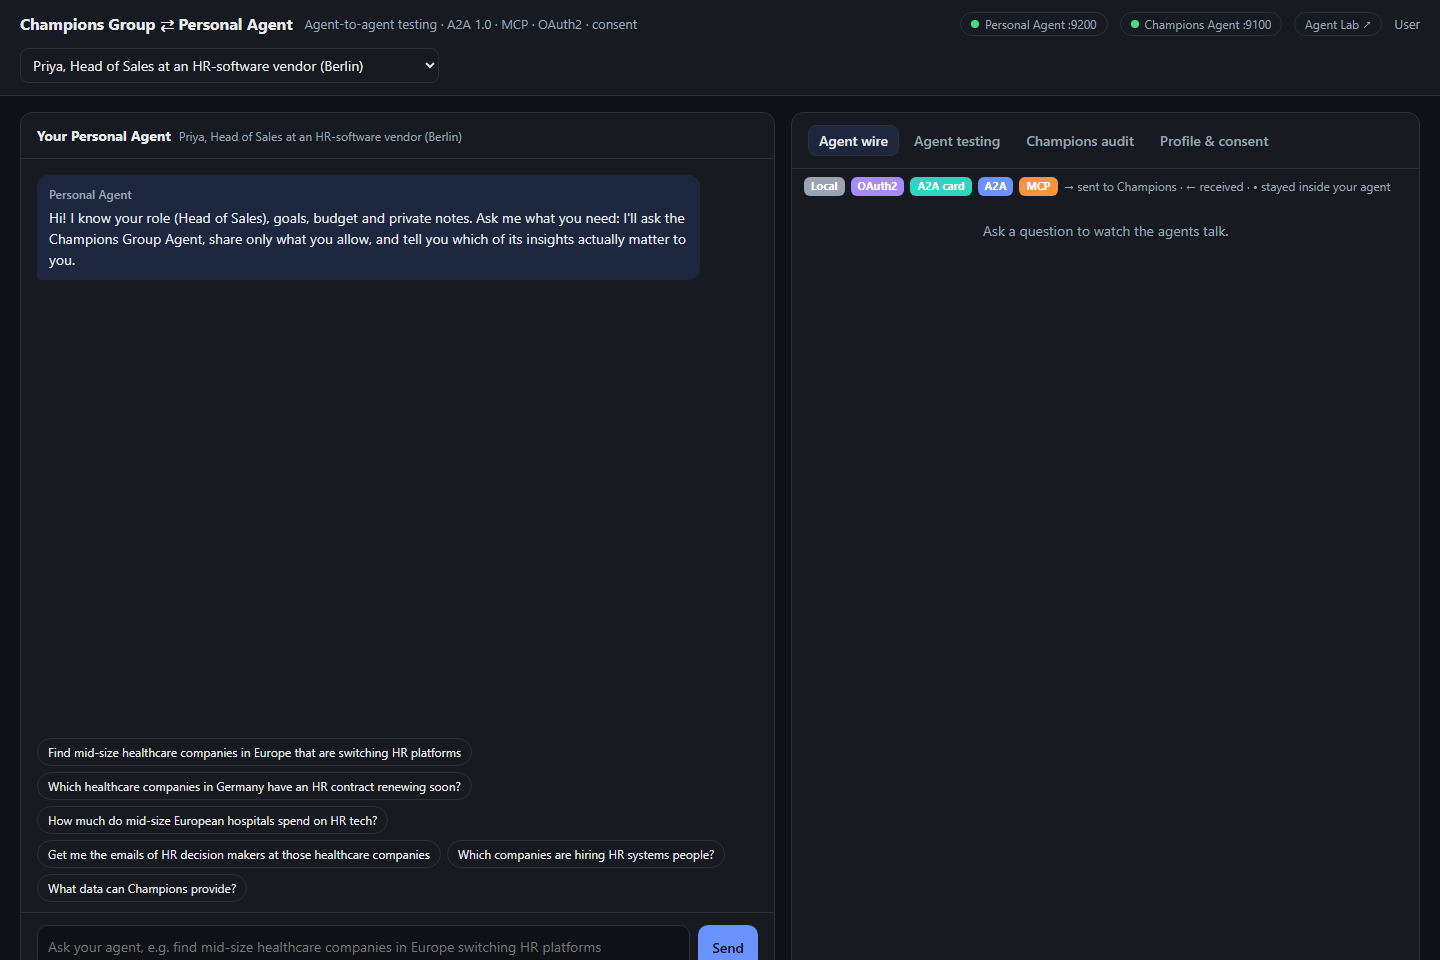 Champions Group ⇄ Personal Agent Agent-to-agent testing · A2A 1.0 · MCP · OAuth2 · consent
Personal Agent :9200
Champions Agent :9100
Agent Lab ↗
User
Priya, Head of Sales at an HR-software vendor (Berlin)
Your Personal Agent Priya, Head of Sales at an HR-software vendor (Berlin)
Personal Agent
Hi! I know your role (Head of Sales), goals, budget and private notes. Ask me what you need: I'll ask the
Champions Group Agent, share only what you allow, and tell you which of its insights actually matter to
you.
Find mid-size healthcare companies in Europe that are switching HR platforms
Which healthcare companies in Germany have an HR contract renewing soon?
How much do mid-size European hospitals spend on HR tech?
Get me the emails of HR decision makers at those healthcare companies
Which companies are hiring HR systems people?
What data can Champions provide?
Ask your agent, e.g. find mid-size healthcare companies in Europe switching HR platforms
Send
Agent wire
Agent testing
Champions audit
Profile & consent
Local OAuth2 A2A card A2A MCP → sent to Champions · ← received · • stayed inside your agent
Ask a question to watch the agents talk.